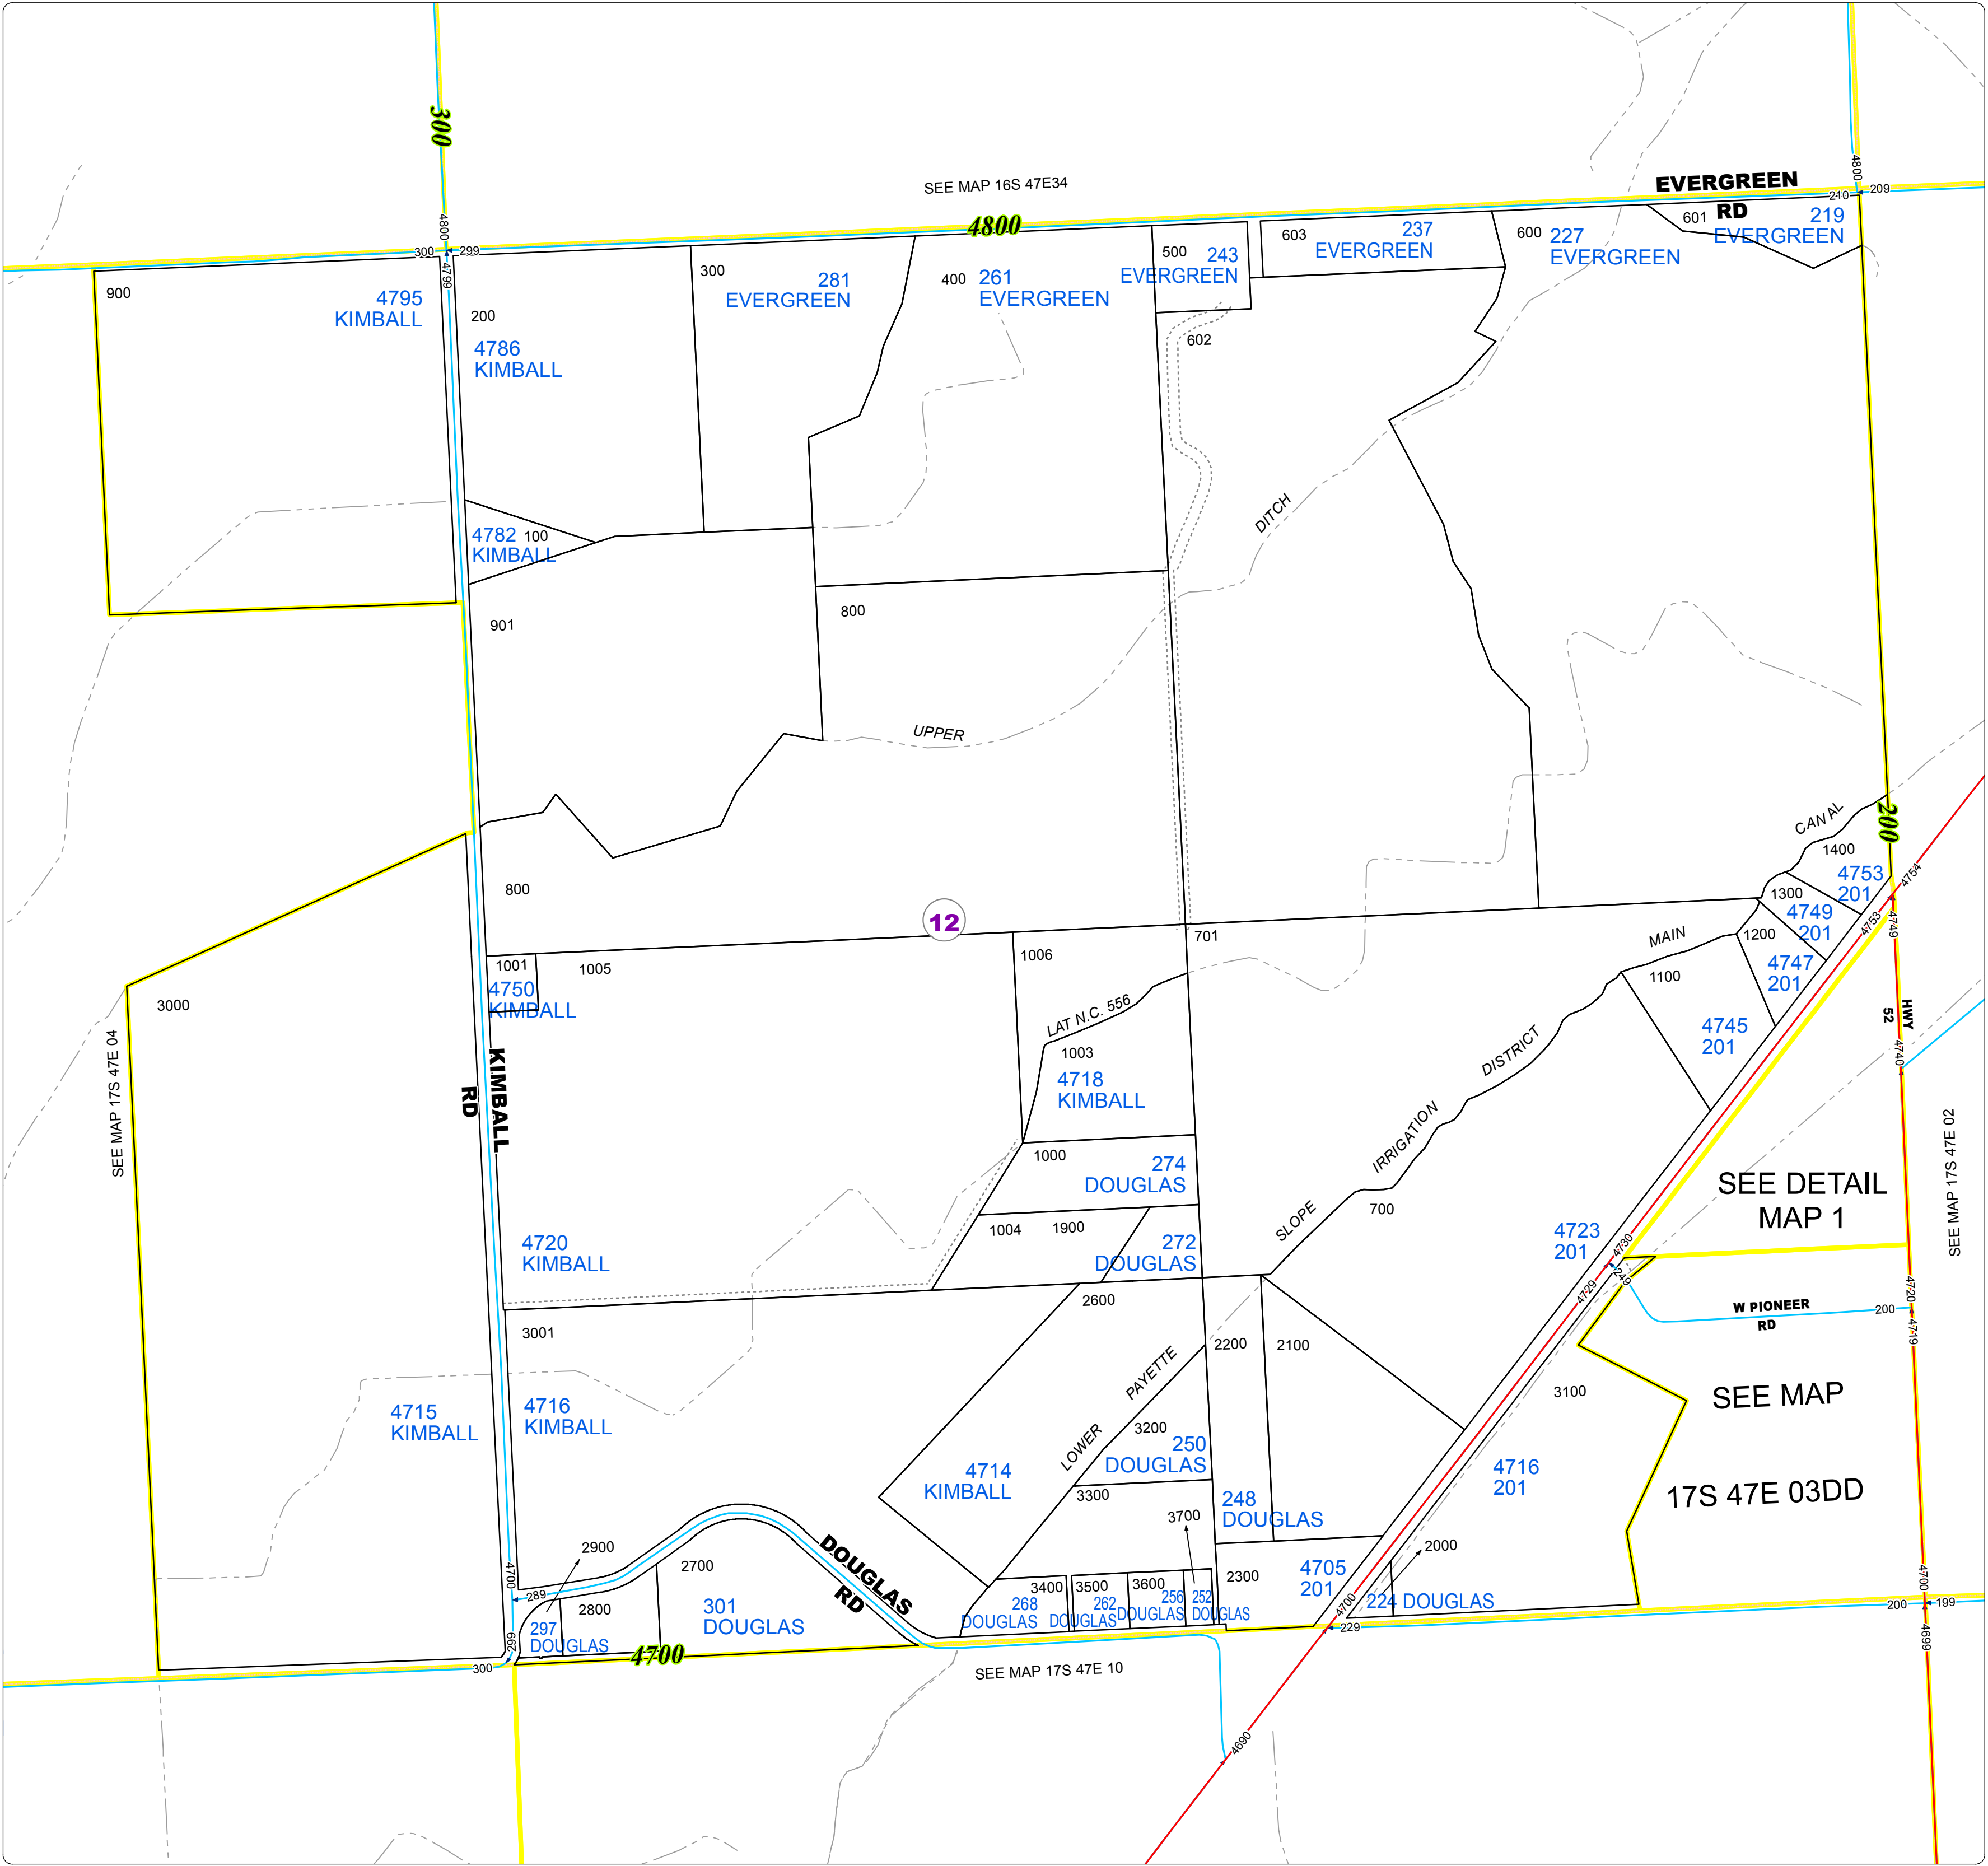 300
4800
SEE MAP 16S 47E34
EVERGREEN
RD
4800
4800
210
209
300
299
4799
900
4795
KIMBALL
200
4786
KIMBALL
300
281
EVERGREEN
400
261
EVERGREEN
500
243
EVERGREEN
603
237
EVERGREEN
600
227
EVERGREEN
601
219
EVERGREEN
602
4782
KIMBALL
100
DITCH
901
800
UPPER
200
CANAL
1400
4753
201
4754
800
12
1300
4749
201
4753
4749
701
1001
1005
1006
4750
KIMBALL
MAIN
1200
4747
201
1100
4745
201
HWY
52
3000
SEE MAP 17S 47E 04
LAT N.C. 556
1003
4718
KIMBALL
DISTRICT
4740
KIMBALL
RD
IRRIGATION
SEE MAP 17S 47E 02
1000
274
DOUGLAS
SEE DETAIL
MAP 1
1004
1900
272
DOUGLAS
SLOPE
700
4723
201
4730
249
4729
4720
KIMBALL
4720
4719
W PIONEER
RD
200
2600
3001
2200
2100
LOWER
PAYETTE
3100
SEE MAP
17S 47E 03DD
4715
KIMBALL
4716
KIMBALL
3200
250
DOUGLAS
4714
KIMBALL
4716
201
3300
248
DOUGLAS
3700
2900
2700
DOUGLAS
RD
2000
4700
289
2800
297
DOUGLAS
301
DOUGLAS
3400
268
DOUGLAS
3500
262
DOUGLAS
3600
256
DOUGLAS
252
DOUGLAS
2300
4705
201
4700
224 DOUGLAS
229
4700
200
199
4699
299
300
4700
SEE MAP 17S 47E 10
4690